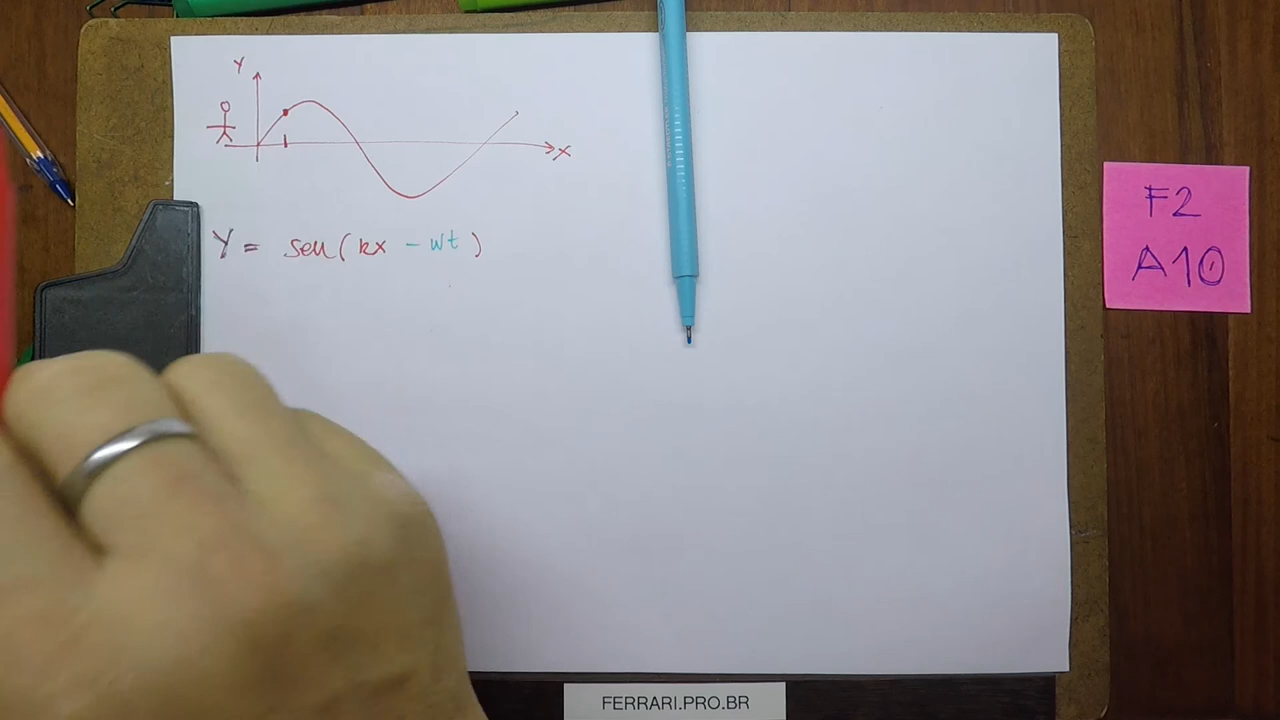 Y
X
Y = sen(kx - wt)
F2
A10
FERRARI.PRO.BR